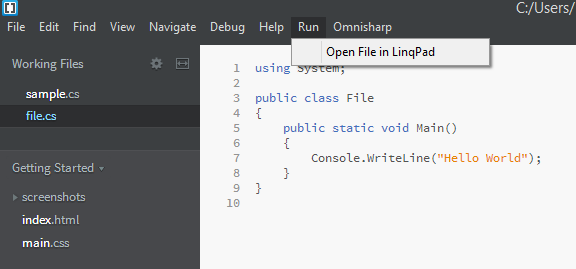 C:/Users/
File Edit Find View Navigate Debug Help Run Omnisharp
Open File in LinqPad
Working Files
sample.cs
file.cs
Getting Started
screenshots
index.html
main.css
1 using System;
2
3 public class File
4 {
5 public static void Main()
6 {
7 Console.WriteLine("Hello World");
8 }
9 }
10